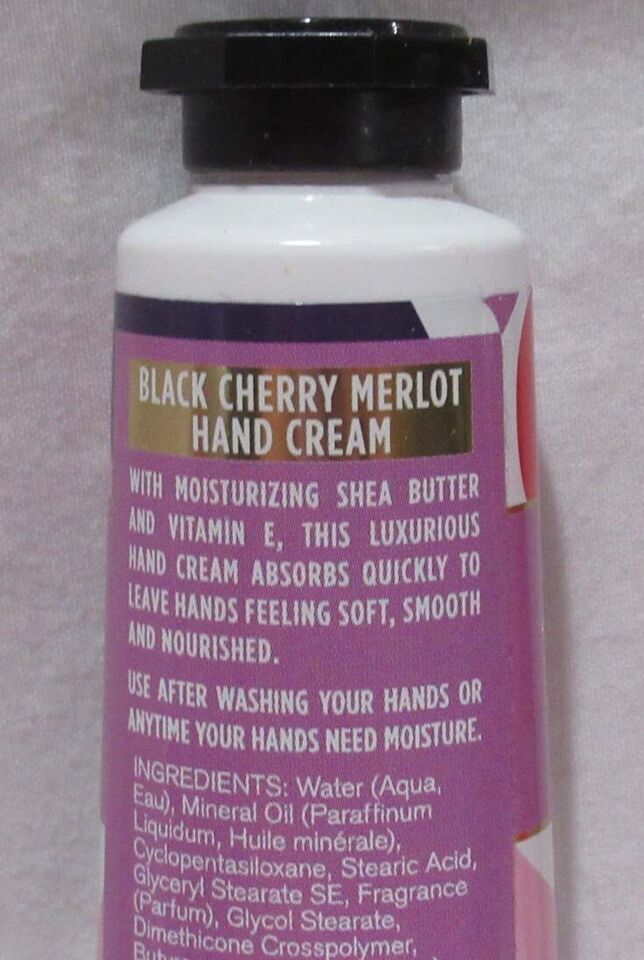 BLACK CHERRY MERLOT
HAND CREAM
WITH MOISTURIZING SHEA BUTTER
AND VITAMIN E, THIS LUXURIOUS
HAND CREAM ABSORBS QUICKLY TO
LEAVE HANDS FEELING SOFT, SMOOTH
AND NOURISHED.
USE AFTER WASHING YOUR HANDS OR
ANYTIME YOUR HANDS NEED MOISTURE.
INGREDIENTS: Water (Aqua,
Eau), Mineral Oil (Paraffinum
Liquidum, Huile minérale),
Cyclopentasiloxane, Stearic Acid,
Glyceryl Stearate SE, Fragrance
(Parfum), Glycol Stearate,
Dimethicone Crosspolymer,